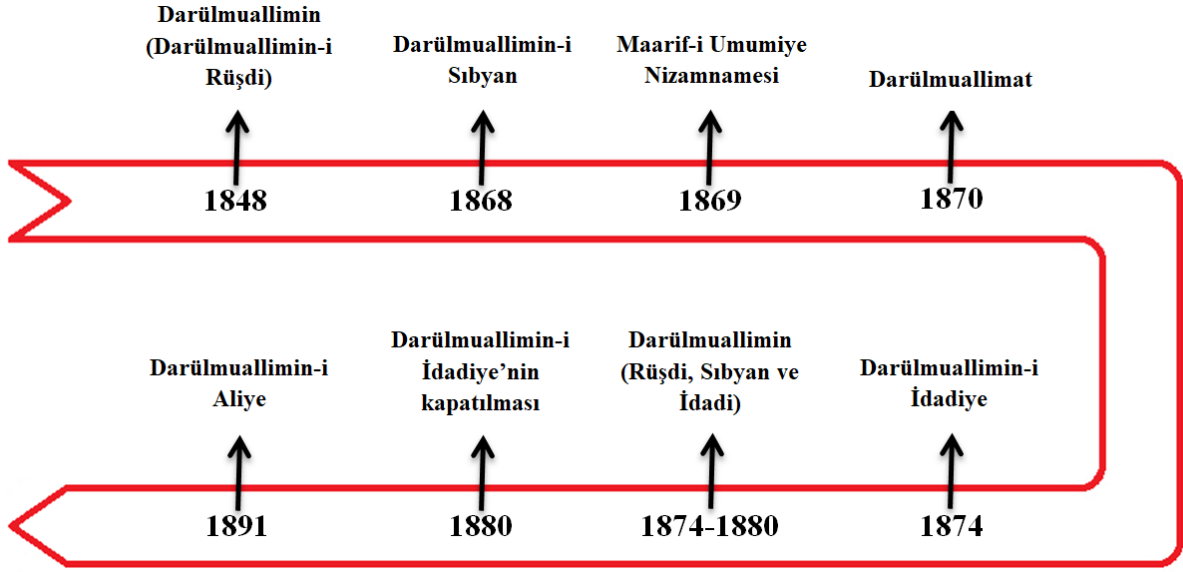 Darülmuallimin
(Darülmuallimin-i
Rüşdi)
1848
Darülmuallimin-i
Sıbyan
1868
Maarif-i Umumiye
Nizamnamesi
1869
Darülmuallimat
1870
Darülmuallimin-i
İdadiye
1874
Darülmuallimin
(Rüşdi, Sıbyan ve
İdadi)
1874-1880
Darülmuallimin-i
İdadiye’nin
kapatılması
1880
Darülmuallimin-i
Aliye
1891